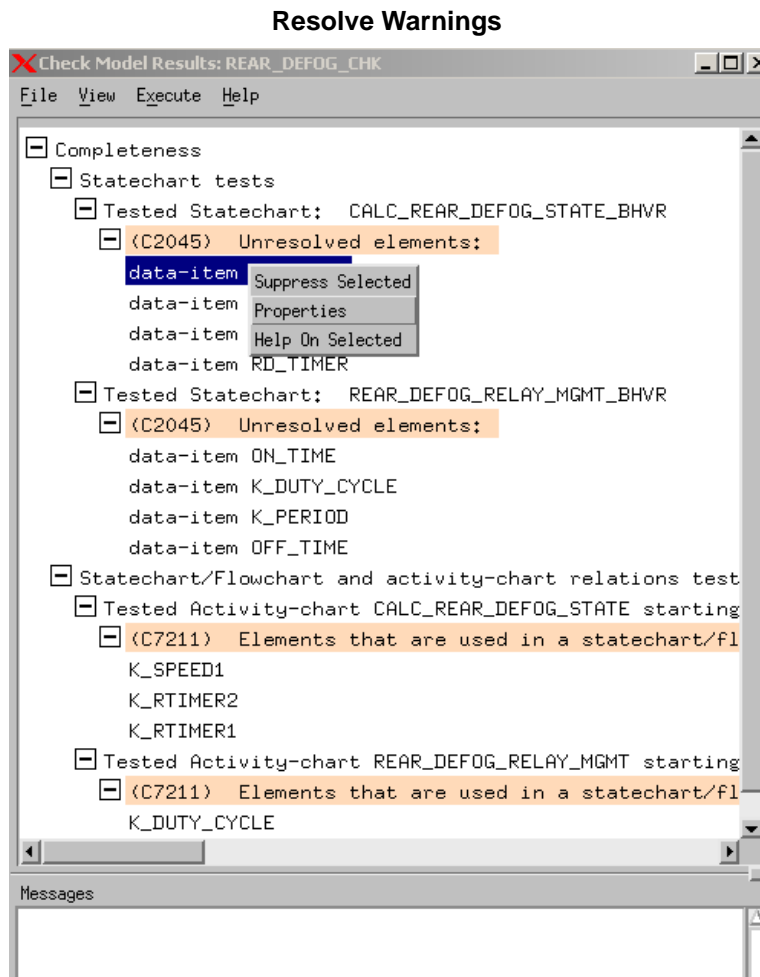 Resolve Warnings
Check Model Results: REAR_DEFOG_CHK
File View Execute Help
Completeness
Statechart tests
Tested Statechart: CALC_REAR_DEFOG_STATE_BHVR
(C2045) Unresolved elements:
data-item
Suppress Selected
data-item
Properties
data-item
Help On Selected
data-item RD_TIMER
Tested Statechart: REAR_DEFOG_RELAY_MGMT_BHVR
(C2045) Unresolved elements:
data-item ON_TIME
data-item K_DUTY_CYCLE
data-item K_PERIOD
data-item OFF_TIME
Statechart/Flowchart and activity-chart relations test
Tested Activity-chart CALC_REAR_DEFOG_STATE starting
(C7211) Elements that are used in a statechart/fl
K_SPEED1
K_RTIMER2
K_RTIMER1
Tested Activity-chart REAR_DEFOG_RELAY_MGMT starting
(C7211) Elements that are used in a statechart/fl
K_DUTY_CYCLE
Messages